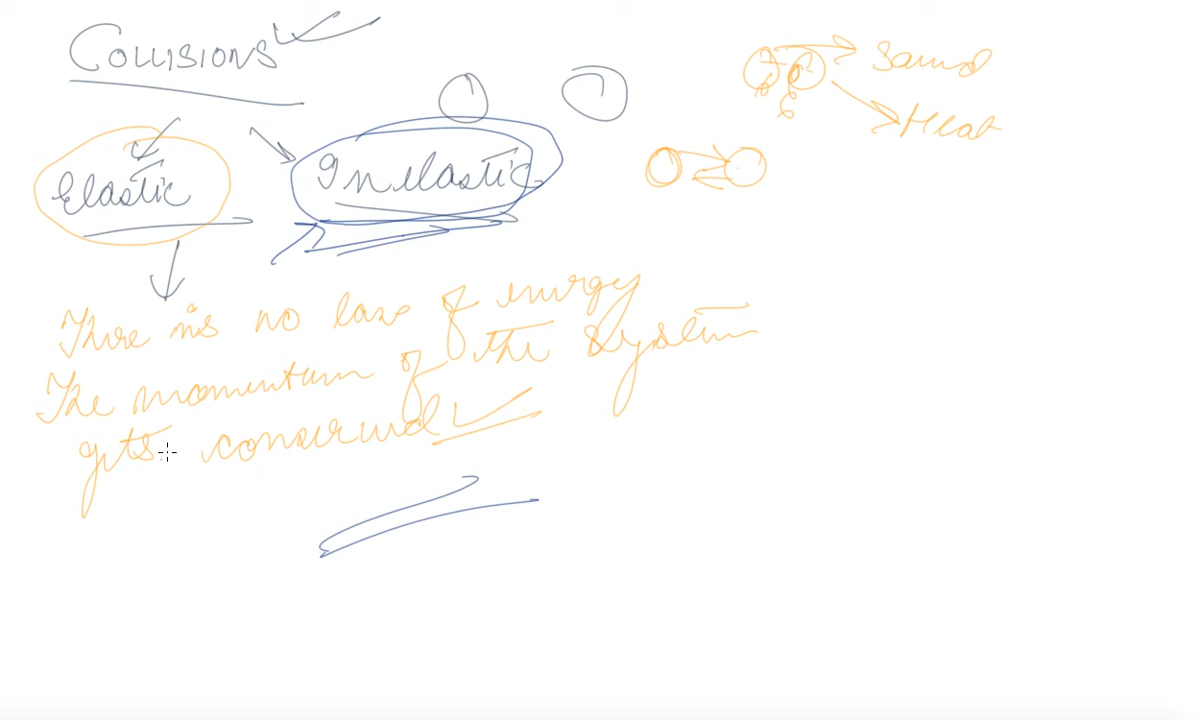 COLLISIONS
Elastic
Inelastic
Sound
Heat
There is no loss of energy
The momentum of the system
gets conserved